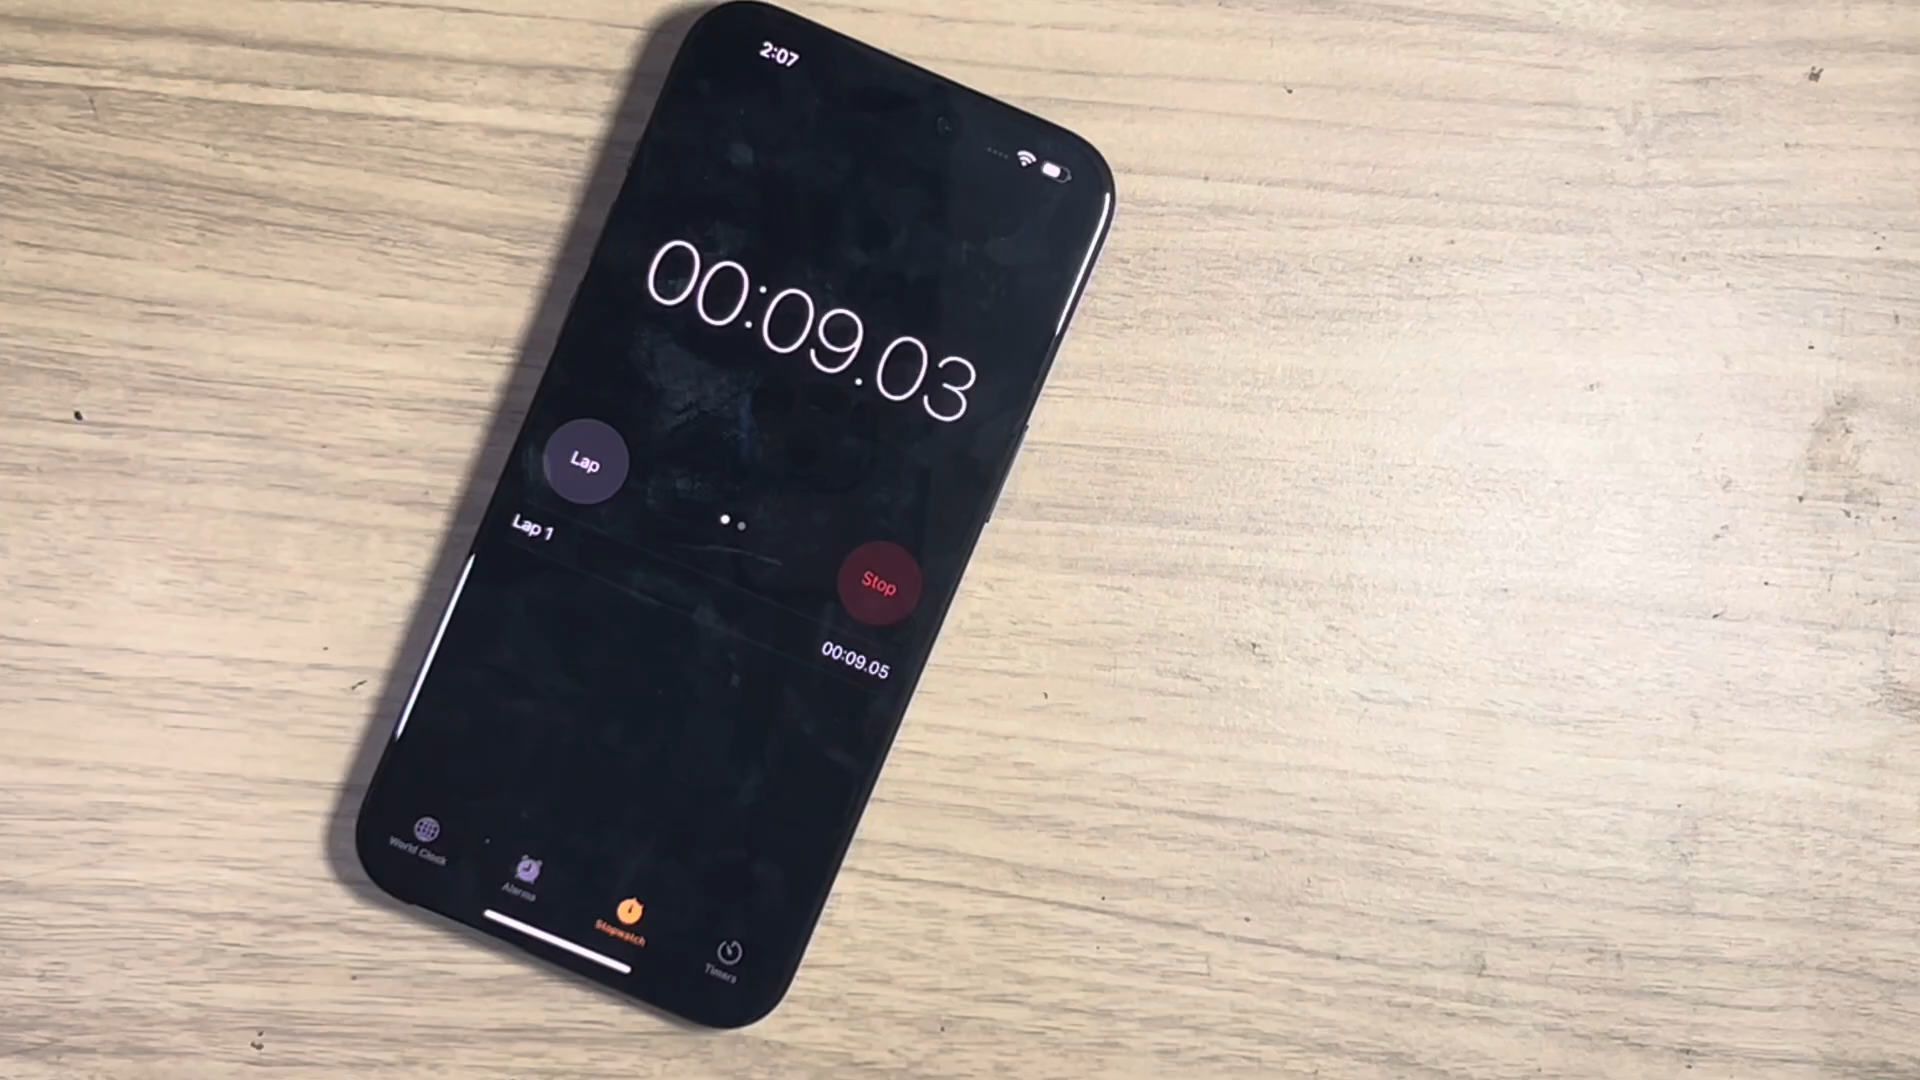 2:07
00:09.03
Lap
Stop
Lap 1
00:09.05
World Clock
Alarms
Stopwatch
Timers